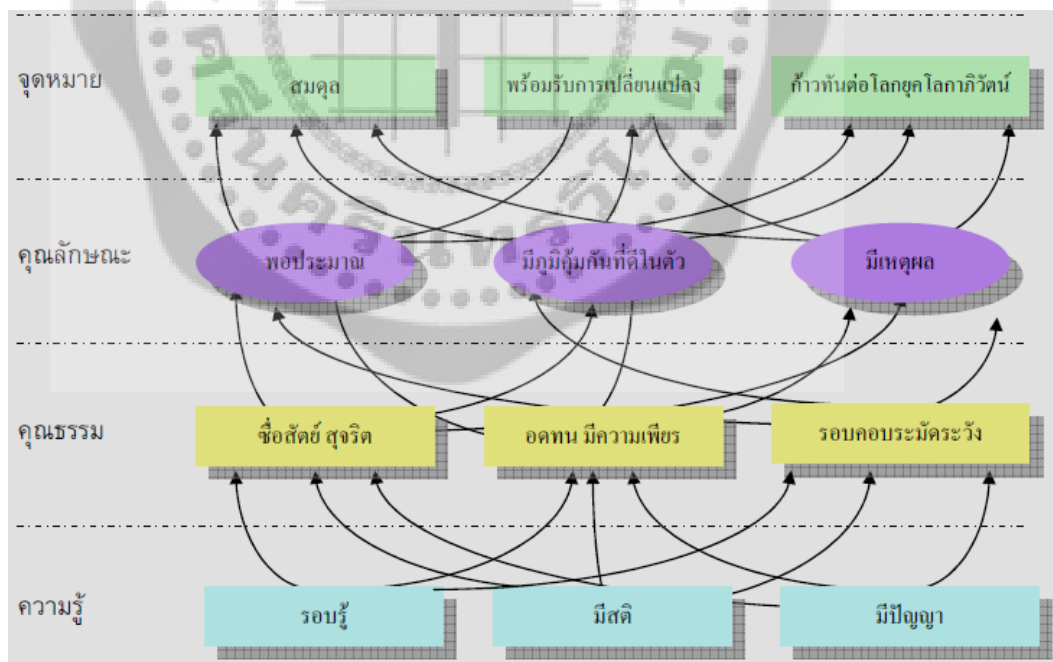 จุดหมาย
สมดุล
พร้อมรับการเปลี่ยนแปลง
ก้าวทันต่อโลกยุคโลกาภิวัตน์
คุณลักษณะ
พอประมาณ
มีภูมิคุ้มกันที่ดีในตัว
มีเหตุผล
คุณธรรม
ซื่อสัตย์ สุจริต
อดทน มีความเพียร
รอบคอบระมัดระวัง
ความรู้
รอบรู้
มีสติ
มีปัญญา